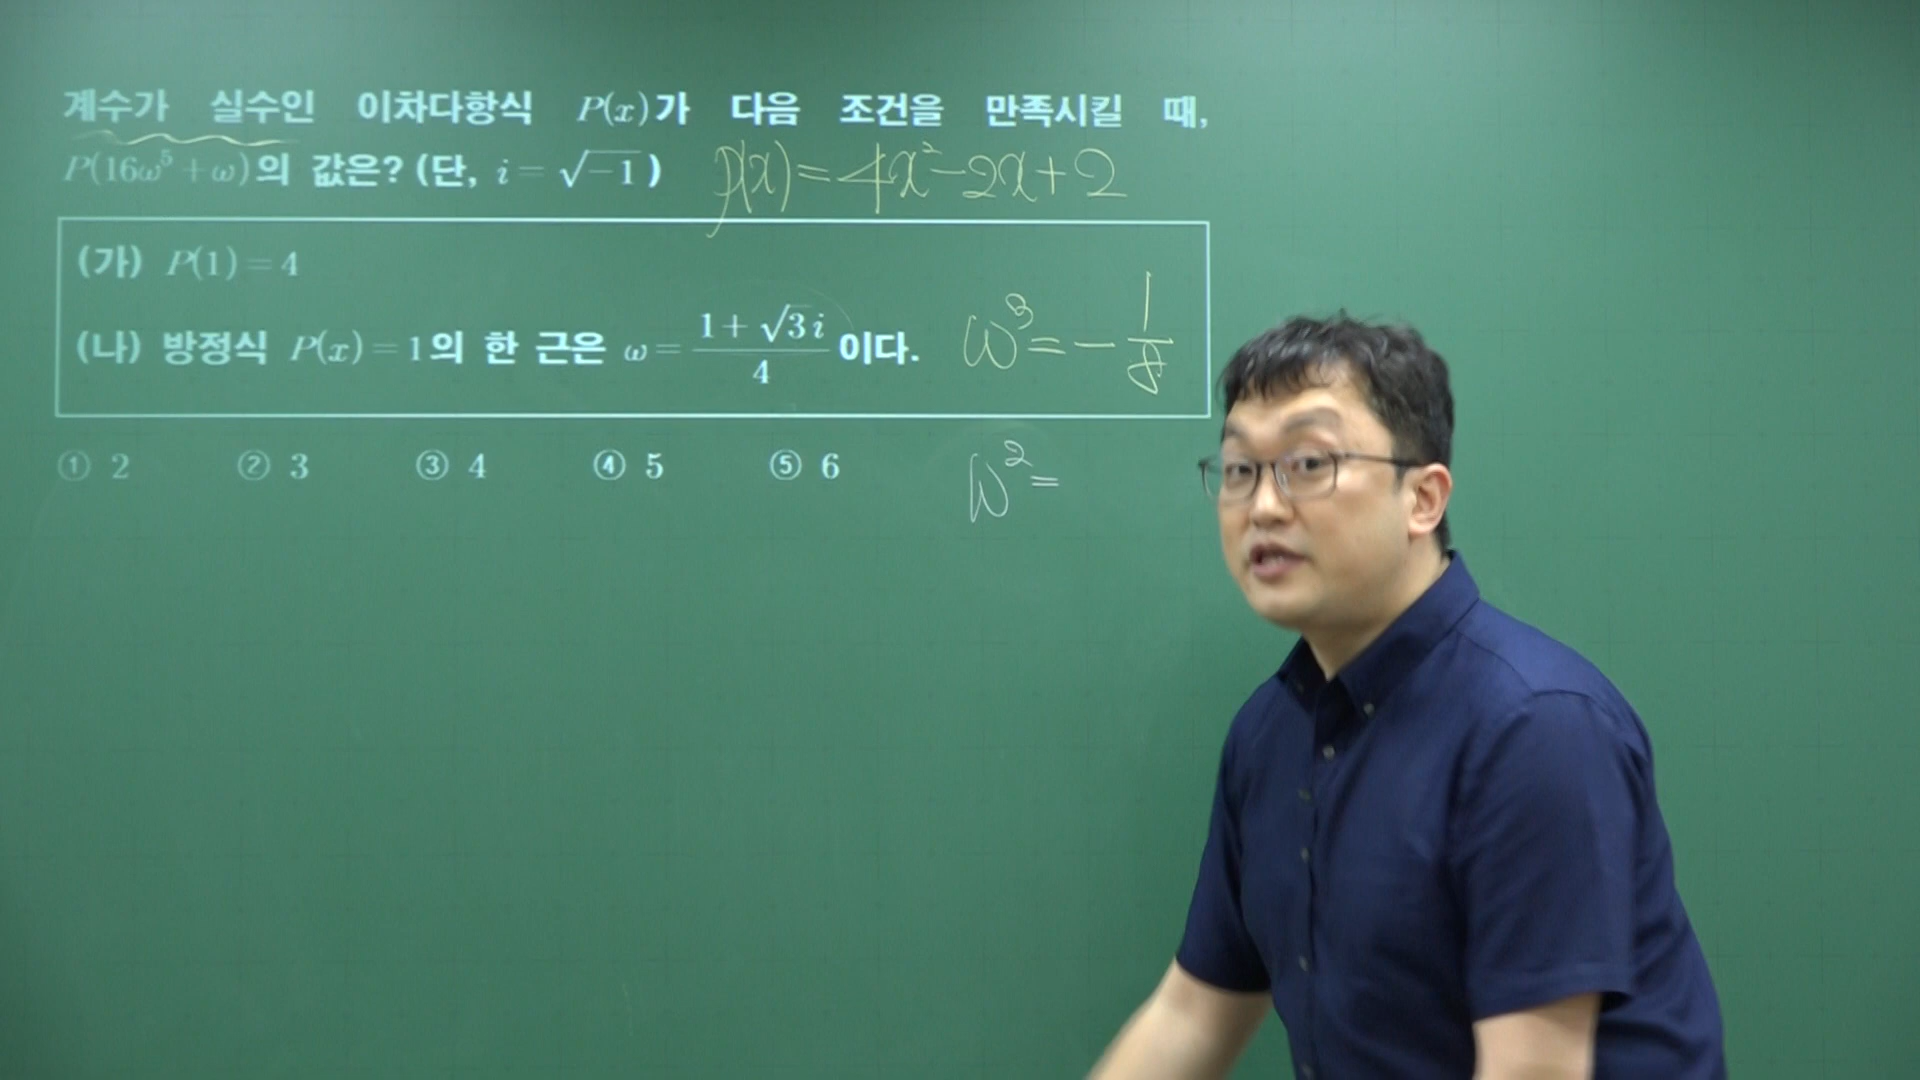 계수가 실수인 이차다항식 P(x)가 다음 조건을 만족시킬 때,
P(16ω⁵+ω)의 값은? (단, i=√-1)
p(x)=4x²-2x+2
(가) P(1)=4
(나) 방정식 P(x)=1의 한 근은 ω=(1+√3i)/4이다.
ω³=-1/8
① 2 ② 3 ③ 4 ④ 5 ⑤ 6
ω²=